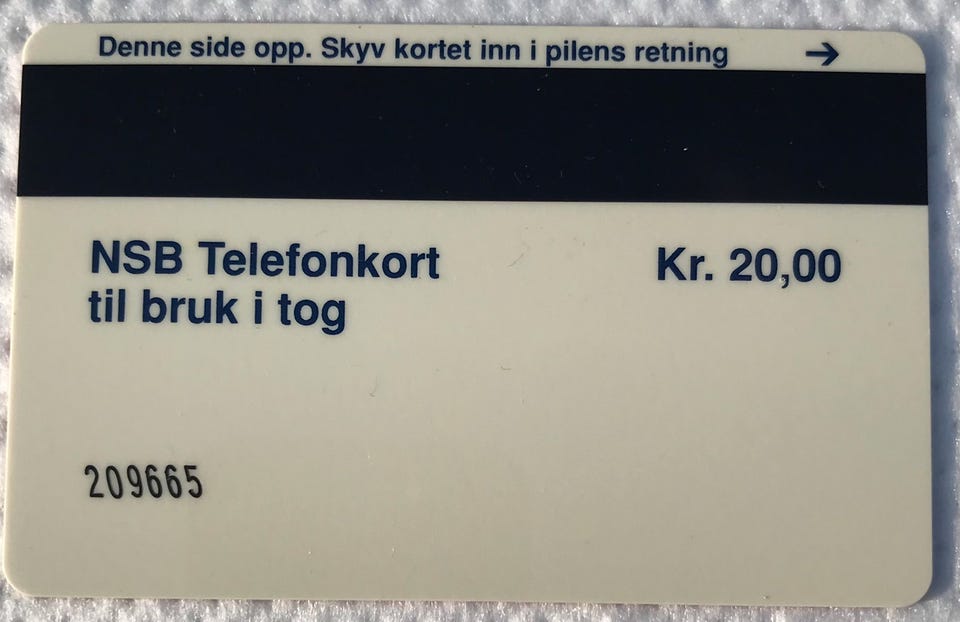 Denne side opp. Skyv kortet inn i pilens retning →
NSB Telefonkort Kr. 20,00
til bruk i tog
209665